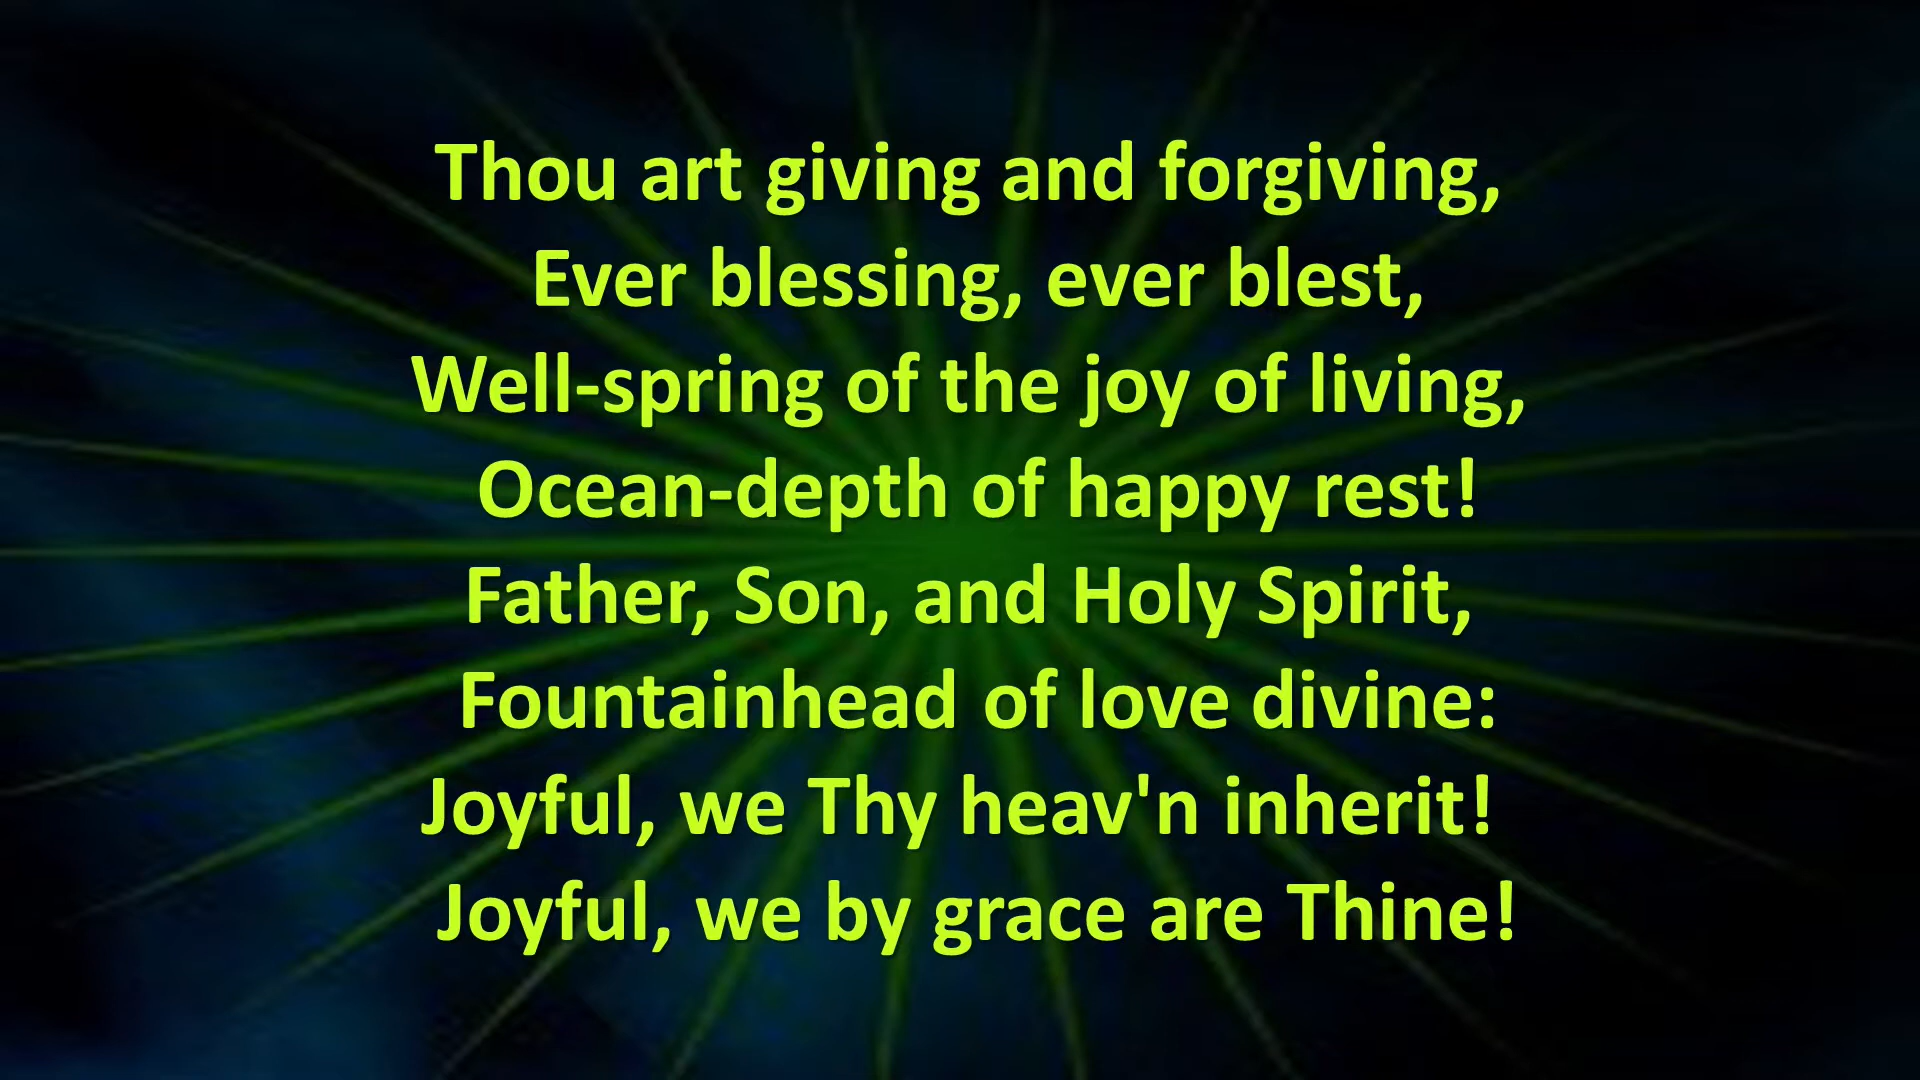 Thou art giving and forgiving,
Ever blessing, ever blest,
Well-spring of the joy of living,
Ocean-depth of happy rest!
Father, Son, and Holy Spirit,
Fountainhead of love divine:
Joyful, we Thy heav'n inherit!
Joyful, we by grace are Thine!